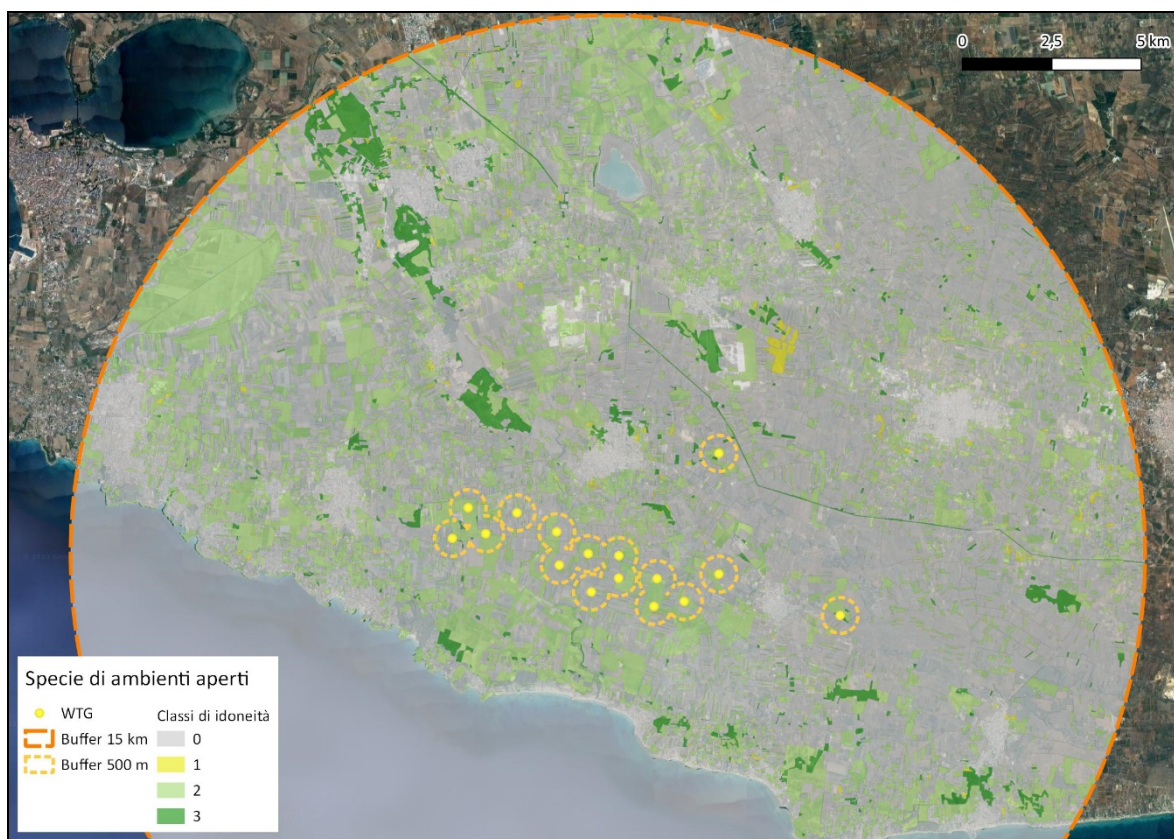 0 2,5 5 km
Specie di ambienti aperti
WTG
Buffer 15 km
Buffer 500 m
Classi di idoneità
0
1
2
3